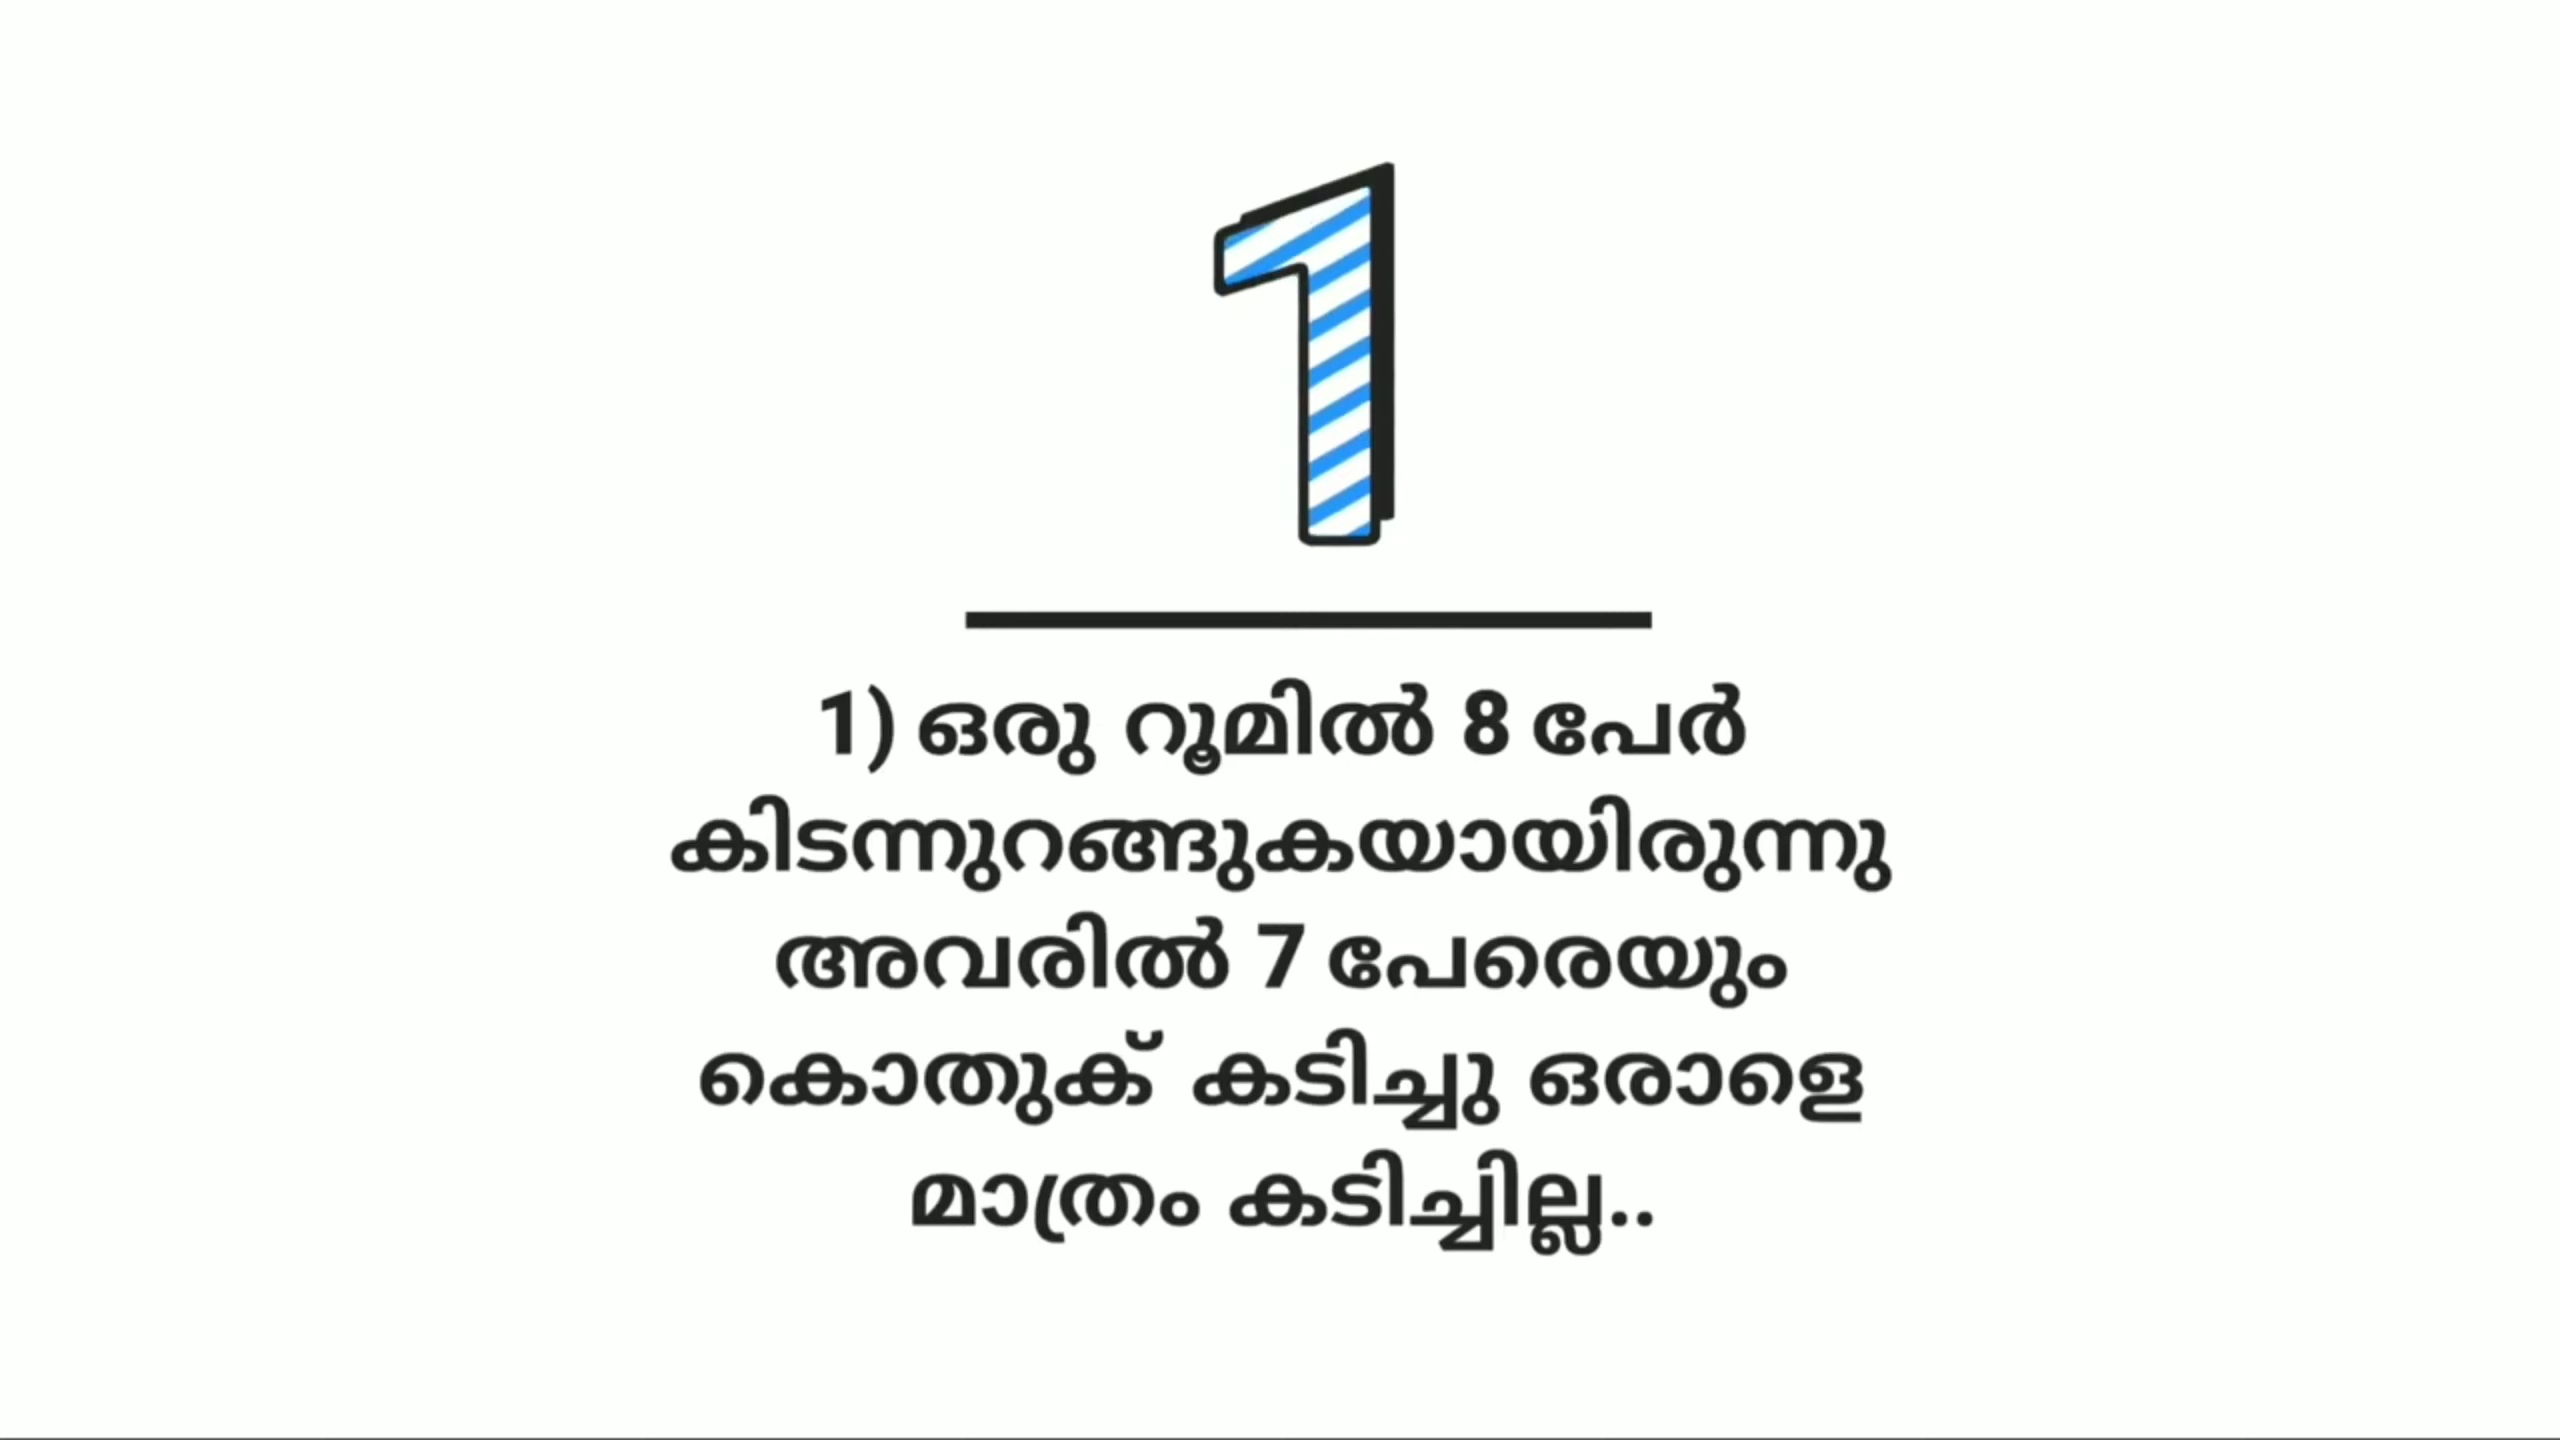 1
1) ഒരു റൂമിൽ 8 പേർ
കിടന്നുറങ്ങുകയായിരുന്നു
അവരിൽ 7 പേരെയും
കൊതുക് കടിച്ചു ഒരാളെ
മാത്രം കടിച്ചില്ല..